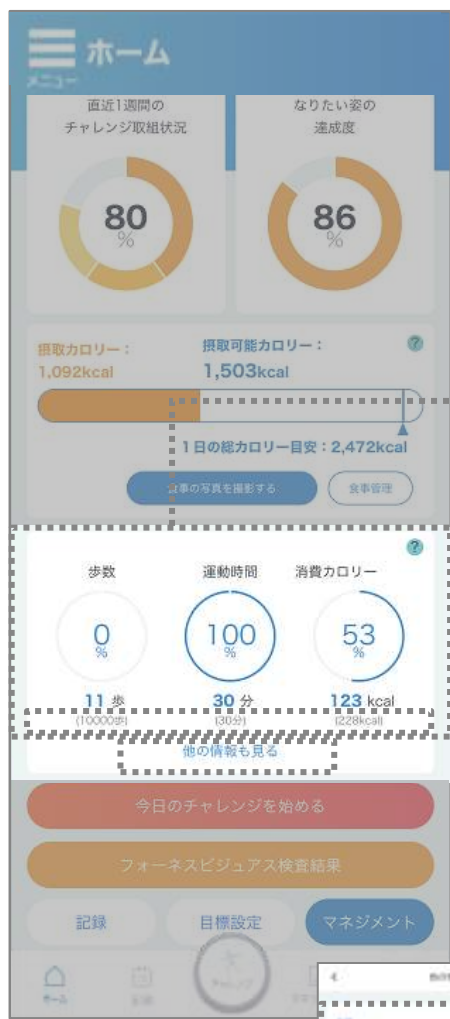 ホーム
メニュー
直近1週間の
チャレンジ取組状況
なりたい姿の
達成度
80
%
86
%
摂取カロリー：
摂取可能カロリー：
?
1,092kcal
1,503kcal
1日の総カロリー目安：2,472kcal
食事の写真を撮影する
食事管理
?
歩数
運動時間
消費カロリー
0
%
100
%
53
%
11 歩
30 分
123 kcal
(10000歩)
(30分)
(228kcal)
他の情報も見る
今日のチャレンジを始める
フォーネスビジュアス検査結果
記録
目標設定
マネジメント
ホーム
チャレンジ